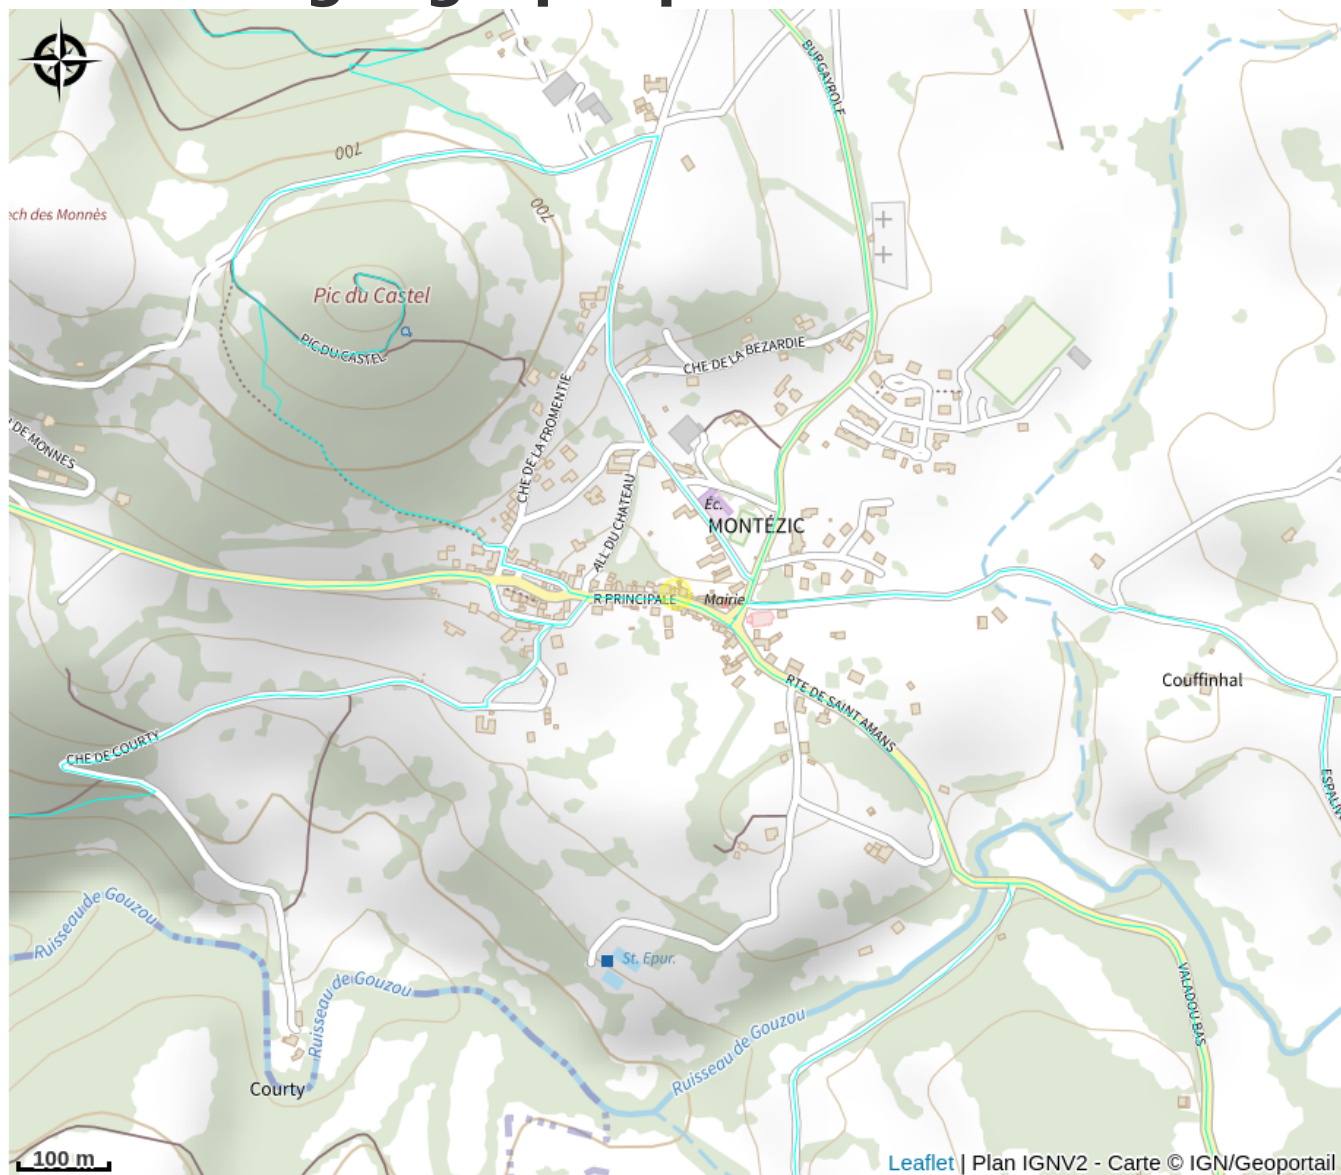 BURGAYROLE
700
700
ech des Monnès
Pic du Castel
PIC DU CASTEL
CHE DE LA BEZARDIE
CHE DE LA FROMENTIE
DE MONNES
ALL DU CHATEAU
Éc.
MONTÉZIC
R PRINCIPALE
Mairie
RTE DE SAINT AMANS
Couffinhal
CHE DE COURTY
ESPALN
Ruisseau de Gouzou
St. Epur.
Ruisseau de Gouzou
VALADOU BAS
Ruisseau de Gouzou
Courty
100 m
Leaflet | Plan IGNV2 - Carte © IGN/Geoportail